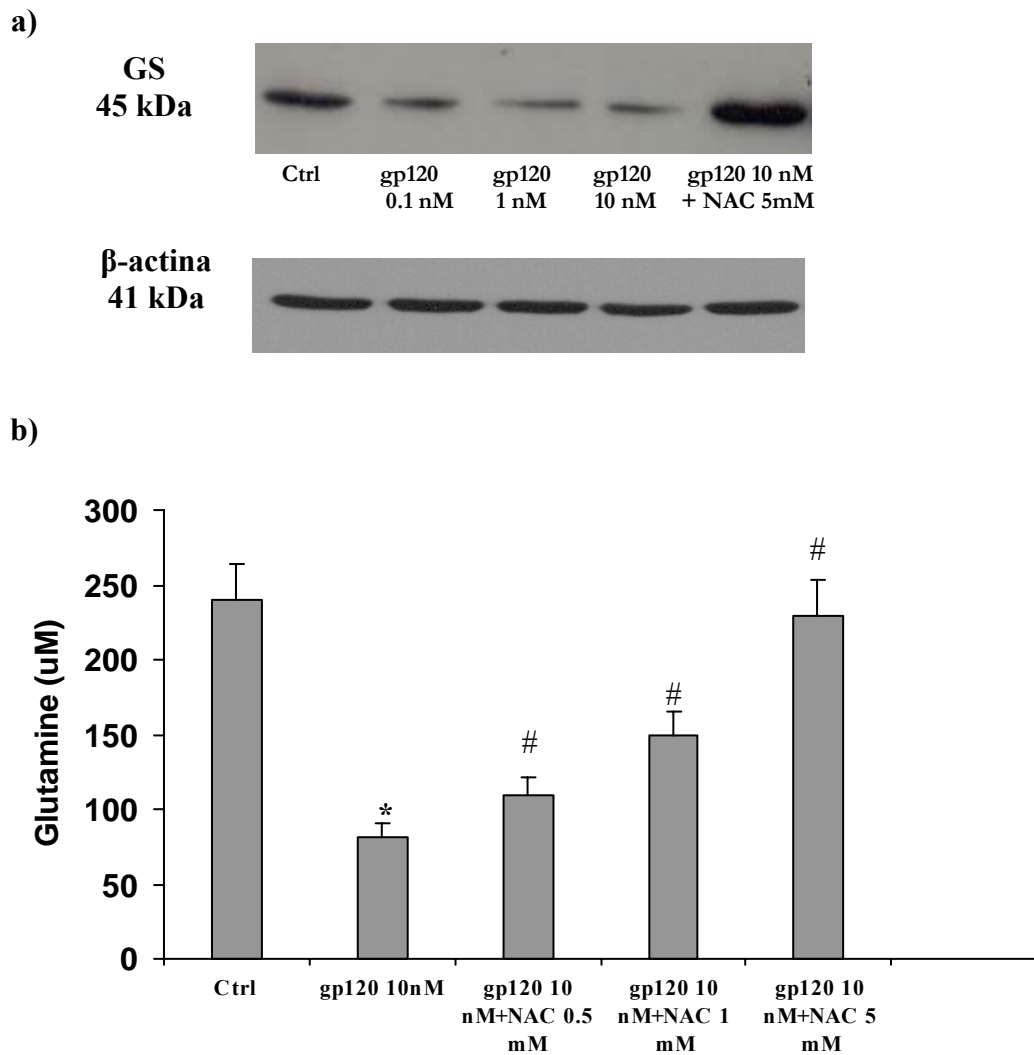 a)
GS
45 kDa
Ctrl gp120 gp120 gp120 gp120 10 nM
0.1 nM 1 nM 10 nM + NAC 5mM
β-actina
41 kDa
b)
300
250
200
150
100
50
0
Glutamine (uM)
*
#
#
#
Ctrl gp120 10nM gp120 10 gp120 10 gp120 10
nM+NAC 0.5 nM+NAC 1 nM+NAC 5
mM mM mM